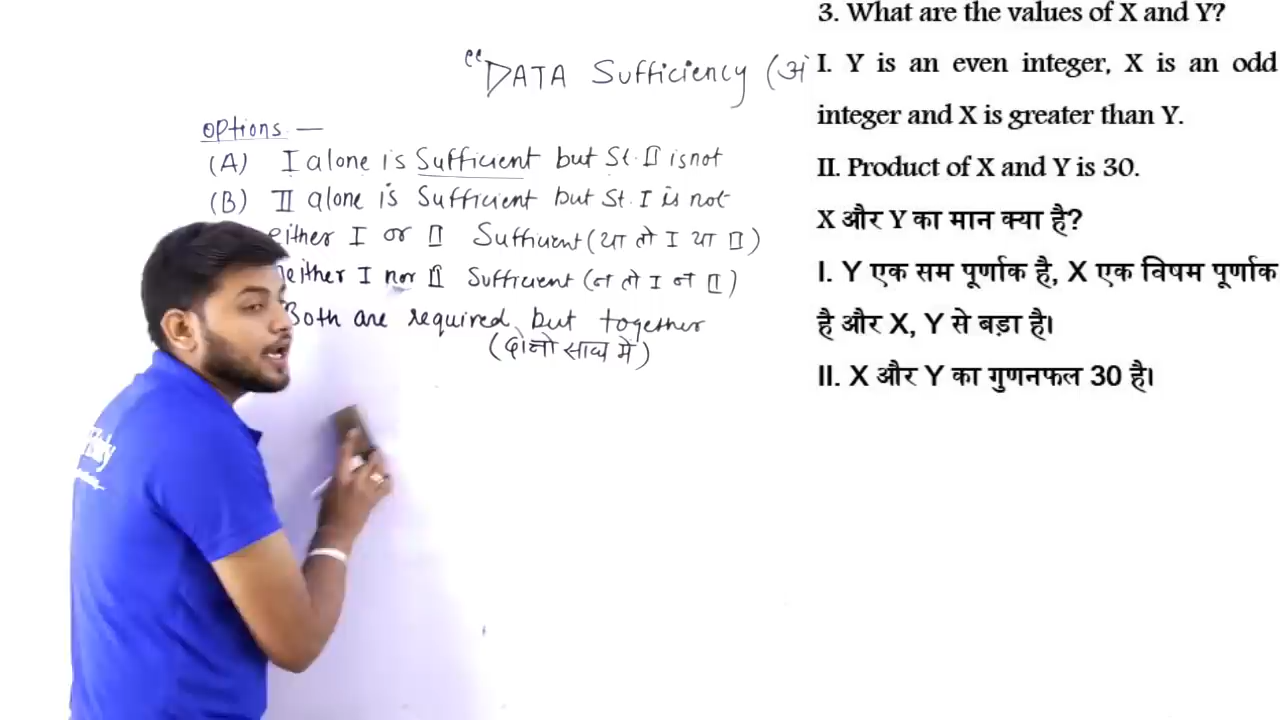 "DATA Sufficiency (अं
options —
(A) I alone is Sufficient but St. II is not
(B) II alone is Sufficient but St. I is not
either I or II Sufficient (या तो I या II)
neither I nor II Sufficient (न तो I न II)
Both are required but together
(दोनो साथ में)
3. What are the values of X and Y?
I. Y is an even integer, X is an odd
integer and X is greater than Y.
II. Product of X and Y is 30.
X और Y का मान क्या है?
I. Y एक सम पूर्णांक है, X एक विषम पूर्णांक
है और X, Y से बड़ा है।
II. X और Y का गुणनफल 30 है।